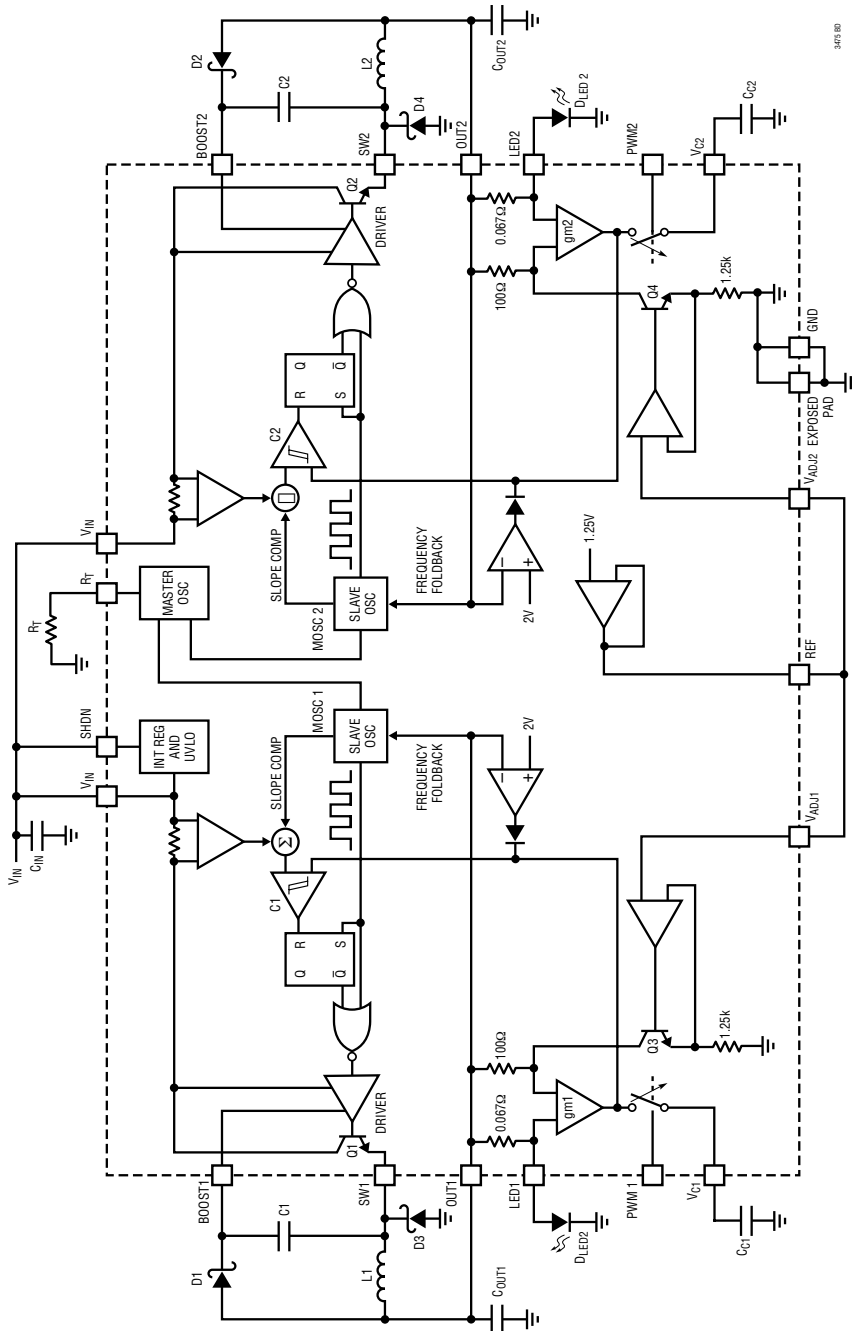 VIN
CIN
VIN
SHDN
RT
RT
VIN
INT REG
AND
UVLO
MASTER
OSC
D1
C1
L1
D3
COUT1
BOOST1
SW1
Q1
DRIVER
Q
R
Q
S
C1
Σ
SLOPE COMP
MOSC 1
SLAVE
OSC
FREQUENCY
FOLDBACK
MOSC 2
SLAVE
OSC
SLOPE COMP
FREQUENCY
FOLDBACK
C2
R
Q
S
Q
DRIVER
Q2
BOOST2
SW2
D2
C2
L2
D4
COUT2
OUT1
LED1
DLED2
PWM 1
VC1
CC1
0.067Ω
100Ω
gm1
Q3
1.25k
−
+
2V
2V
−
+
1.25V
OUT2
LED2
DLED 2
PWM2
VC2
CC2
100Ω
0.067Ω
gm2
Q4
1.25k
VADJ1
REF
VADJ2
EXPOSED
PAD
GND
3475 BD